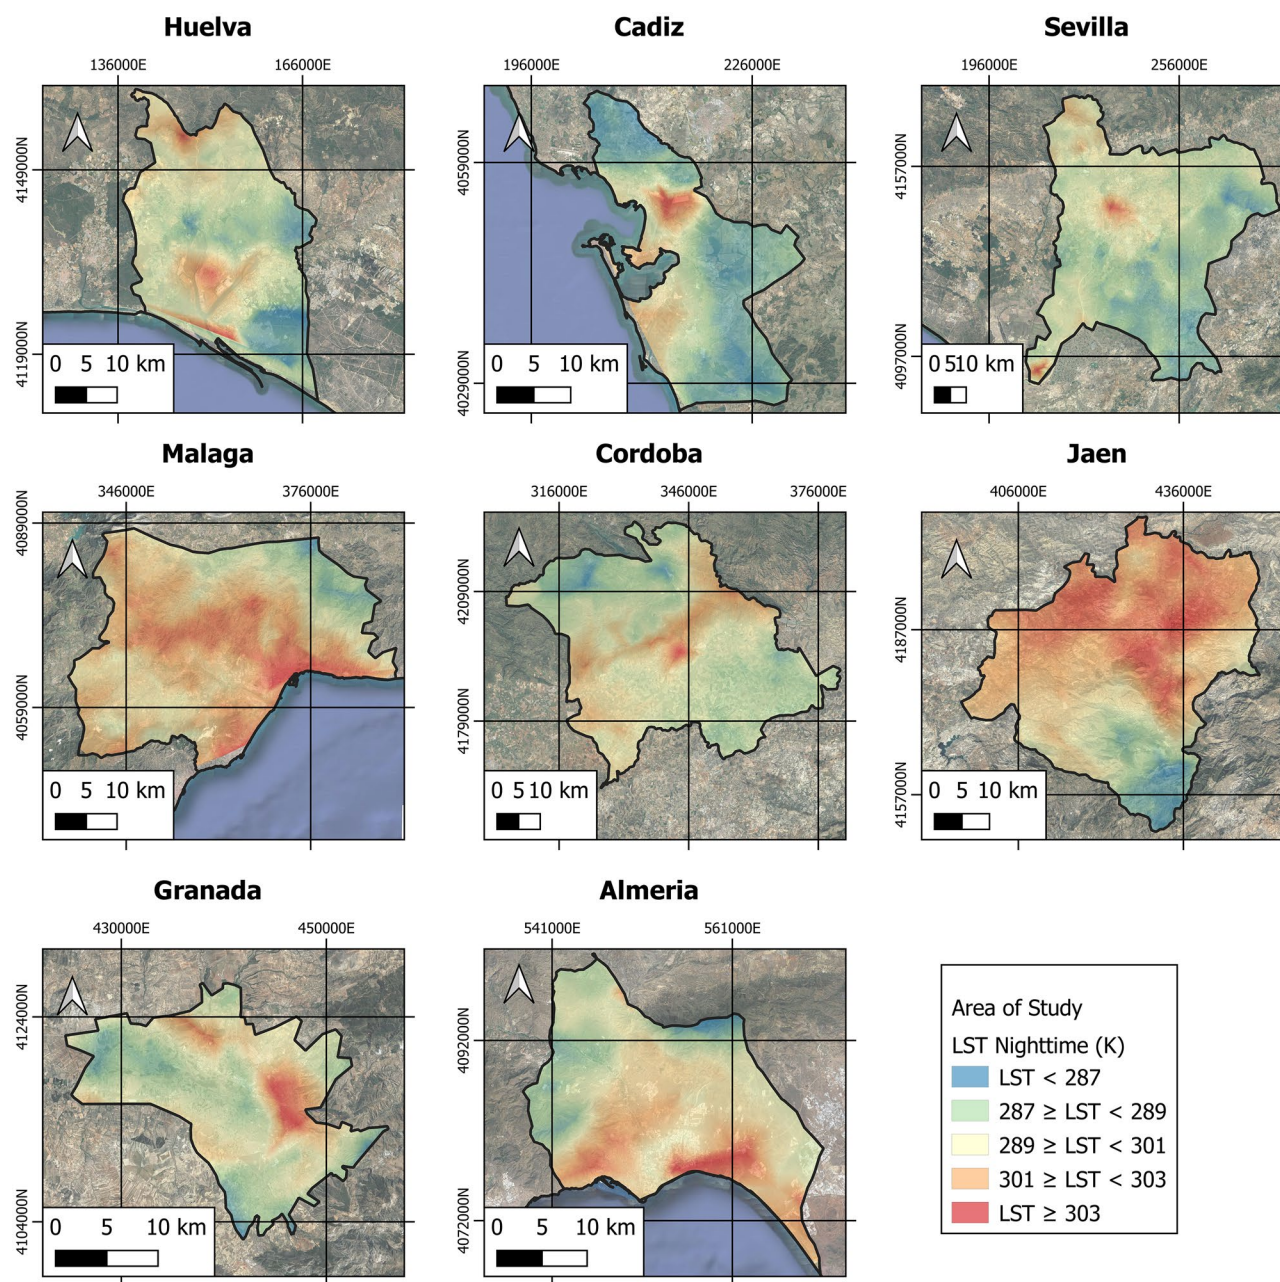 Huelva
Cadiz
Sevilla
136000E 166000E
196000E 226000E
196000E 256000E
4149000N
4119000N
4059000N
4029000N
4157000N
4097000N
0 5 10 km
0 5 10 km
0 510 km
Malaga
Cordoba
Jaen
346000E 376000E
316000E 346000E 376000E
406000E 436000E
4089000N
4059000N
4209000N
4179000N
4187000N
4157000N
0 5 10 km
0 5 10 km
0 5 10 km
Granada
Almeria
430000E 450000E
541000E 561000E
4124000N
4104000N
4092000N
4072000N
0 5 10 km
0 5 10 km
Area of Study
LST Nighttime (K)
LST < 287
287 ≥ LST < 289
289 ≥ LST < 301
301 ≥ LST < 303
LST ≥ 303